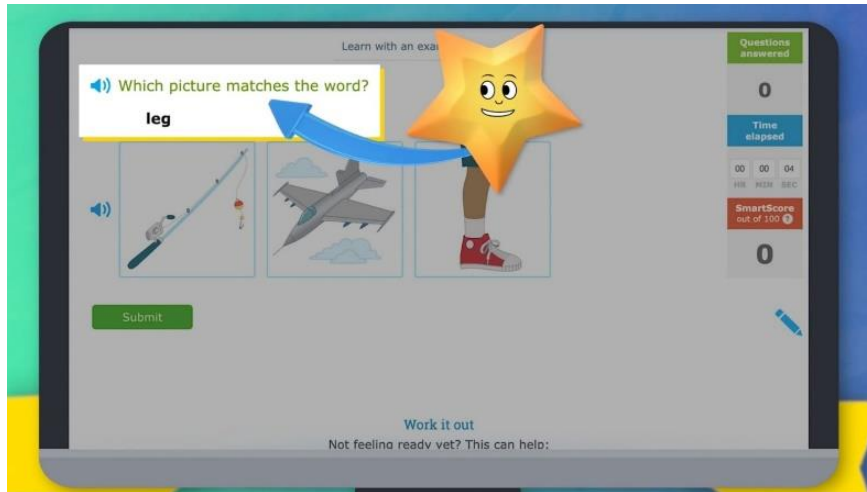 Learn with an exa
Questions
answered
Which picture matches the word?
0
leg
Time
elapsed
00 00 04
HR MIN SEC
SmartScore
out of 100 ?
0
Submit
Work it out
Not feeling ready yet? This can help: